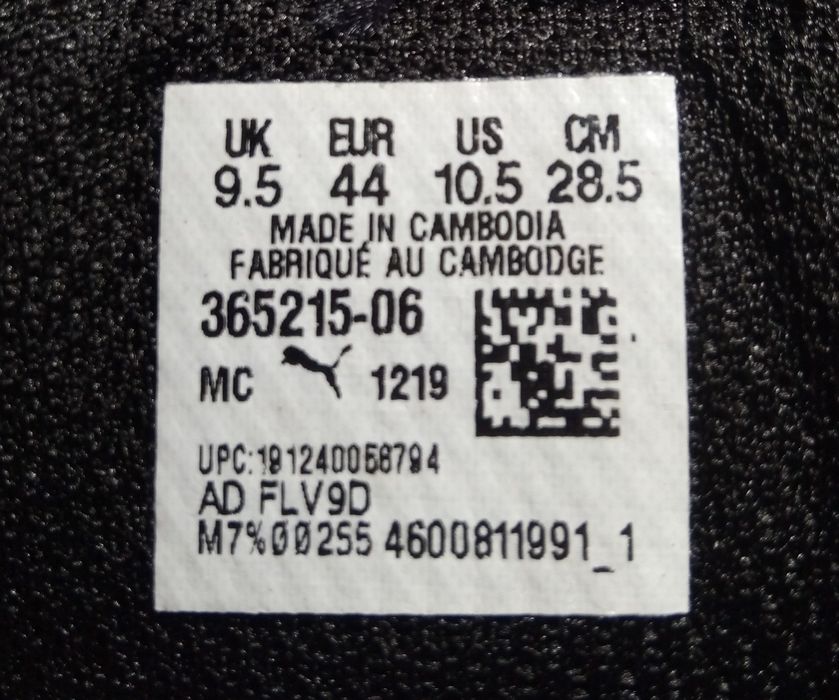 UK EUR US CM
9.5 44 10.5 28.5
MADE IN CAMBODIA
FABRIQUÉ AU CAMBODGE
365215-06
MC 1219
UPC:191240058794
AD FLV9D
M7%00255 4600811991_1